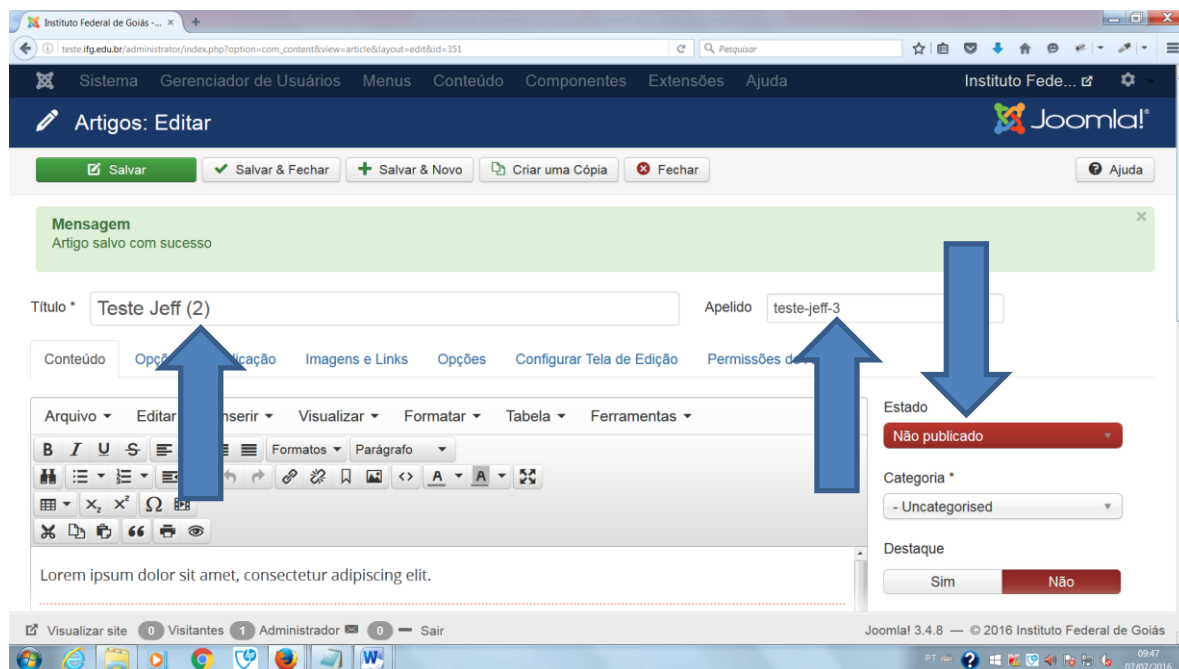 Instituto Federal de Goiás -...
teste.ifg.edu.br/administrator/index.php?option=com_content&view=article&layout=edit&id=351
Pesquisar
Sistema Gerenciador de Usuários Menus Conteúdo Componentes Extensões Ajuda Instituto Fede...
Artigos: Editar Joomla!
Salvar Salvar & Fechar Salvar & Novo Criar uma Cópia Fechar Ajuda
Mensagem
Artigo salvo com sucesso
Título * Teste Jeff (2) Apelido teste-jeff-3
Conteúdo Imagens e Links Opções Configurar Tela de Edição Permissões
Arquivo Editar Visualizar Formatar Tabela Ferramentas
Estado
Não publicado
B I U S Formatos Parágrafo
A A
Categoria *
- Uncategorised
Destaque
Sim Não
Lorem ipsum dolor sit amet, consectetur adipiscing elit.
Visualizar site 0 Visitantes 1 Administrador 0 Sair Joomla! 3.4.8 — © 2016 Instituto Federal de Goiás
PT 09:47
07/07/2016